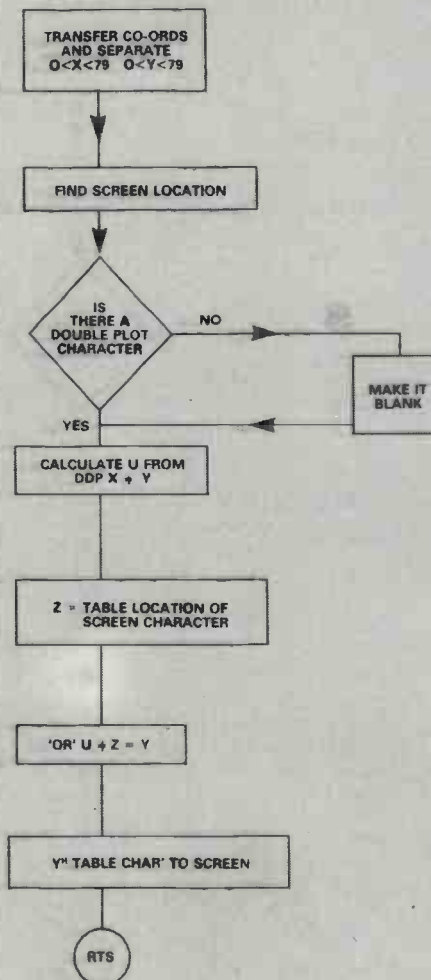 TRANSFER CO-ORDS
AND SEPARATE
O<X<79 O<Y<79
FIND SCREEN LOCATION
IS
THERE A
DOUBLE PLOT
CHARACTER
NO
MAKE IT
BLANK
YES
CALCULATE U FROM
DDP X + Y
Z = TABLE LOCATION OF
SCREEN CHARACTER
'OR' U + Z = Y
Y" TABLE CHAR' TO SCREEN
RTS